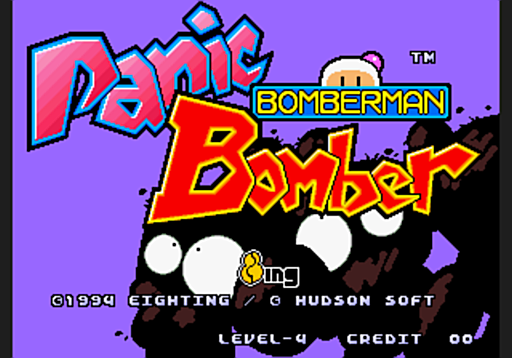 Panic
TM
BOMBERMAN
Bomber
8ing
©1994 EIGHTING / © HUDSON SOFT
LEVEL-4 CREDIT 00